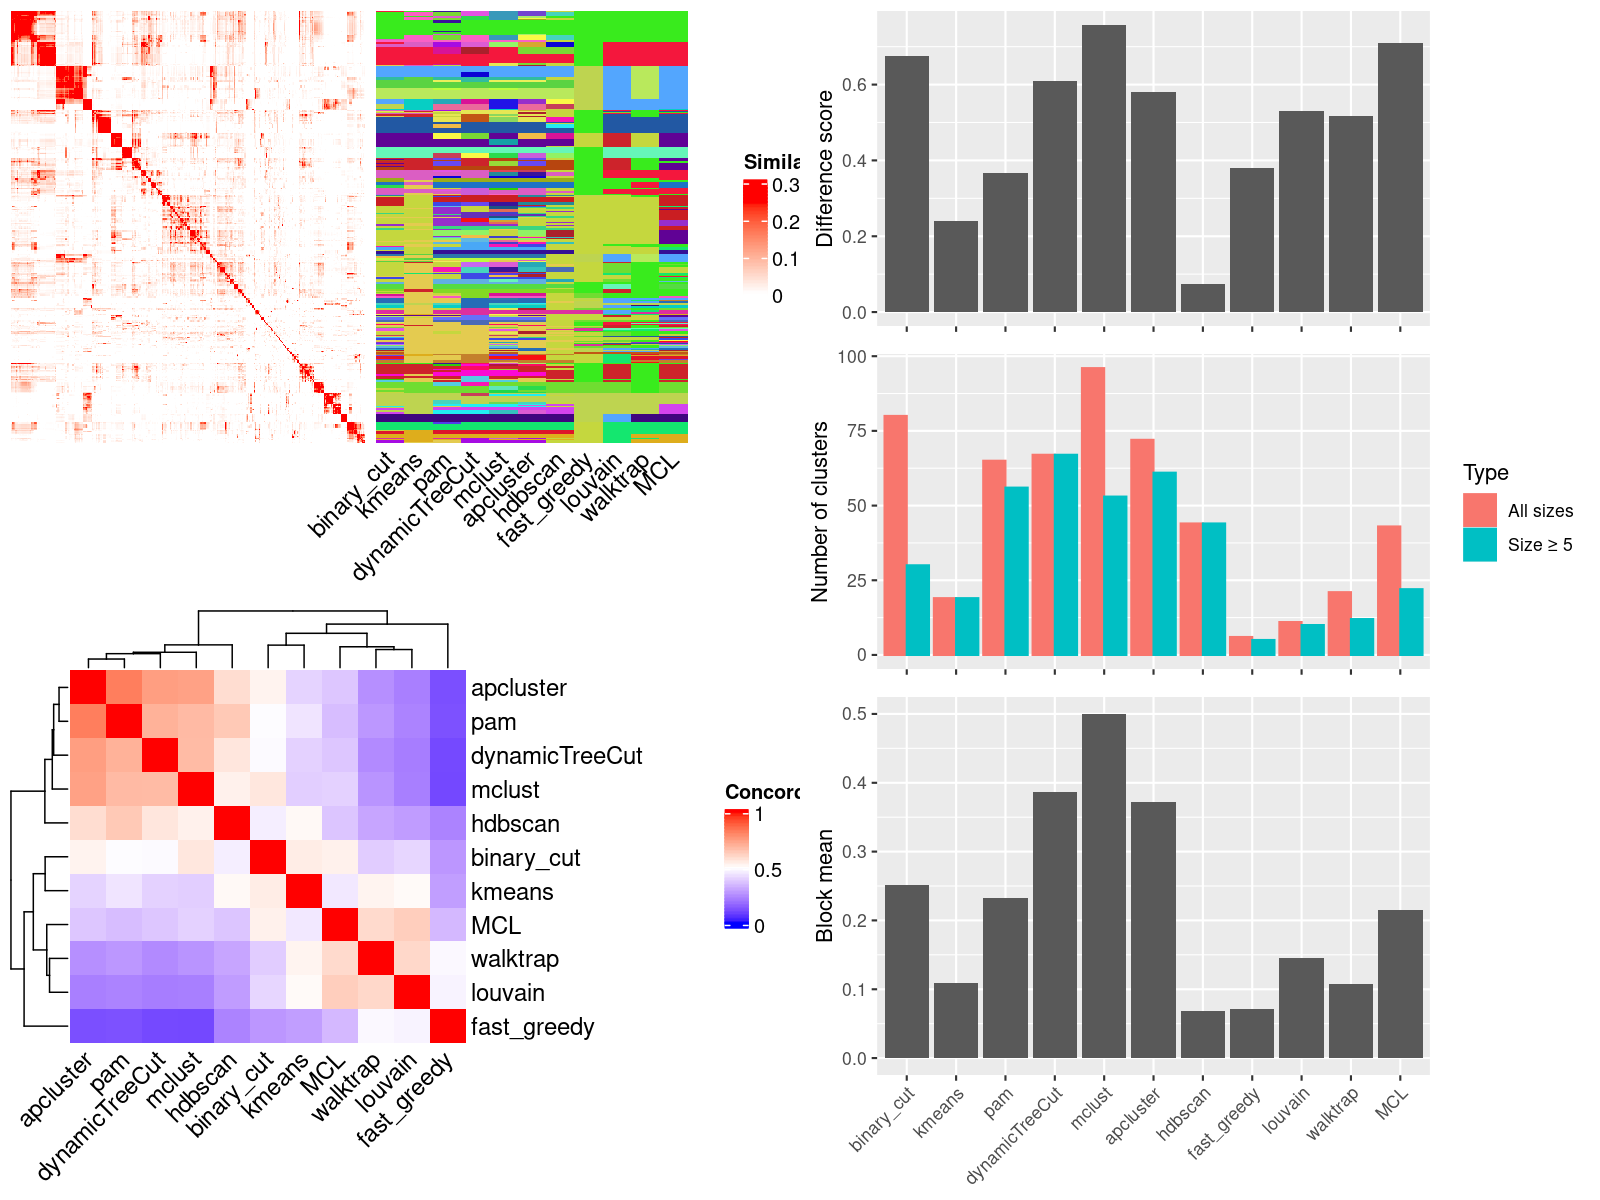 Simila
0.3
0.2
0.1
0
binary_cut
kmeans
pam
dynamicTreeCut
mclust
apcluster
hdbscan
fast_greedy
louvain
walktrap
MCL
apcluster
pam
dynamicTreeCut
mclust
hdbscan
binary_cut
kmeans
MCL
walktrap
louvain
fast_greedy
apcluster
pam
dynamicTreeCut
mclust
hdbscan
binary_cut
kmeans
MCL
walktrap
louvain
fast_greedy
Concord
1
0.5
0
Difference score
0.6
0.4
0.2
0.0
Number of clusters
100
75
50
25
0
Type
All sizes
Size ≥ 5
Block mean
0.5
0.4
0.3
0.2
0.1
0.0
binary_cut
kmeans
pam
dynamicTreeCut
mclust
apcluster
hdbscan
fast_greedy
louvain
walktrap
MCL